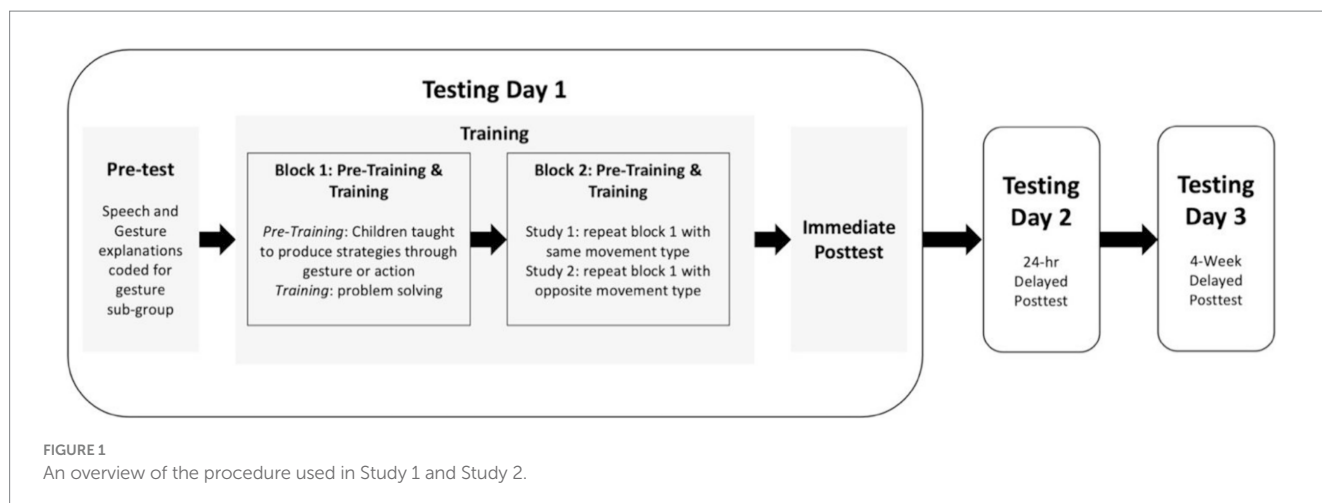 Testing Day 1
Pre-test
Speech and
Gesture
explanations
coded for
gesture
sub-group
Training
Block 1: Pre-Training &
Training
Pre-Training: Children taught
to produce strategies through
gesture or action
Training: problem solving
Block 2: Pre-Training &
Training
Study 1: repeat block 1 with
same movement type
Study 2: repeat block 1 with
opposite movement type
Immediate
Posttest
Testing
Day 2
24-hr
Delayed
Posttest
Testing
Day 3
4-Week
Delayed
Posttest
FIGURE 1
An overview of the procedure used in Study 1 and Study 2.